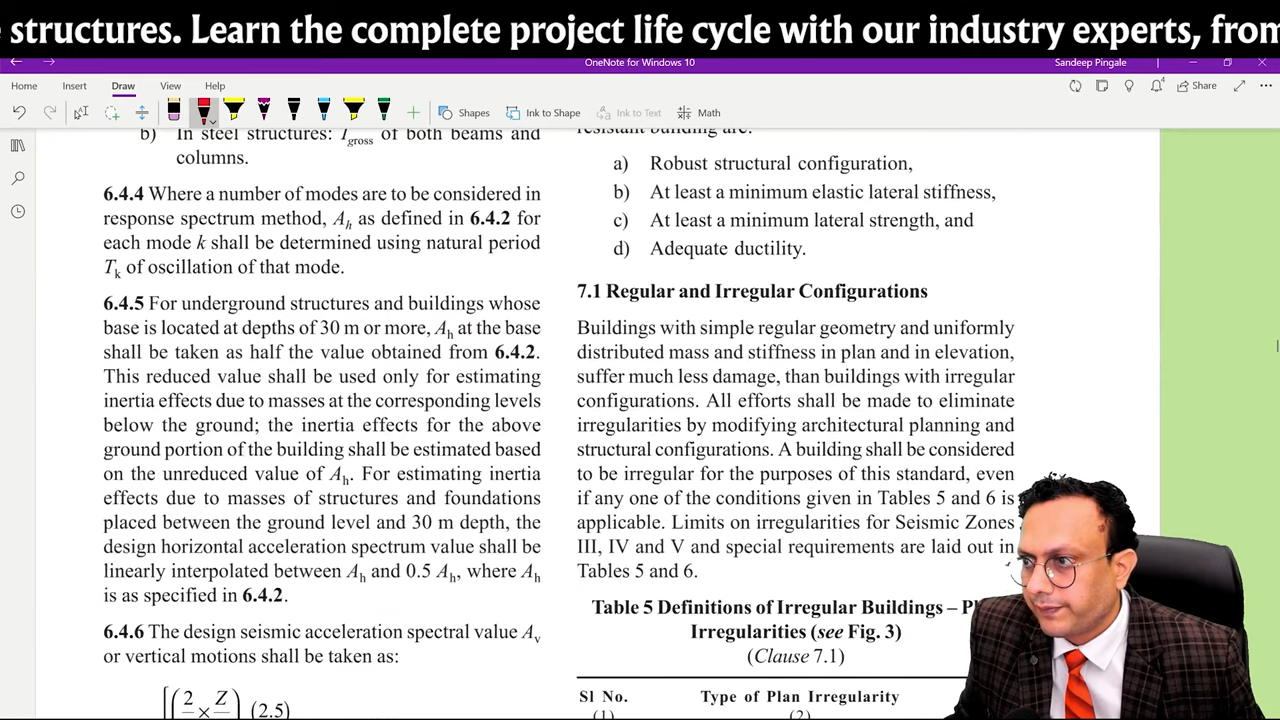 structures. Learn the complete project life cycle with our industry experts, from
OneNote for Windows 10
Sandeep Pingale
Home
Insert
Draw
View
Help
Share
Shapes
Ink to Shape
Ink to Text
Math
b) In steel structures: Igross of both beams and
columns.
6.4.4 Where a number of modes are to be considered in
response spectrum method, Ah as defined in 6.4.2 for
each mode k shall be determined using natural period
Tk of oscillation of that mode.
6.4.5 For underground structures and buildings whose
base is located at depths of 30 m or more, Ah at the base
shall be taken as half the value obtained from 6.4.2.
This reduced value shall be used only for estimating
inertia effects due to masses at the corresponding levels
below the ground; the inertia effects for the above
ground portion of the building shall be estimated based
on the unreduced value of Ah. For estimating inertia
effects due to masses of structures and foundations
placed between the ground level and 30 m depth, the
design horizontal acceleration spectrum value shall be
linearly interpolated between Ah and 0.5 Ah, where Ah
is as specified in 6.4.2.
6.4.6 The design seismic acceleration spectral value Av
or vertical motions shall be taken as:
[(2 × Z) (2.5)
resistant building are:
a) Robust structural configuration,
b) At least a minimum elastic lateral stiffness,
c) At least a minimum lateral strength, and
d) Adequate ductility.
7.1 Regular and Irregular Configurations
Buildings with simple regular geometry and uniformly
distributed mass and stiffness in plan and in elevation,
suffer much less damage, than buildings with irregular
configurations. All efforts shall be made to eliminate
irregularities by modifying architectural planning and
structural configurations. A building shall be considered
to be irregular for the purposes of this standard, even
if any one of the conditions given in Tables 5 and 6 is
applicable. Limits on irregularities for Seismic Zones
III, IV and V and special requirements are laid out in
Tables 5 and 6.
Table 5 Definitions of Irregular Buildings –
Irregularities (see Fig. 3)
(Clause 7.1)
Sl No.
Type of Plan Irregularity
(1)
(2)